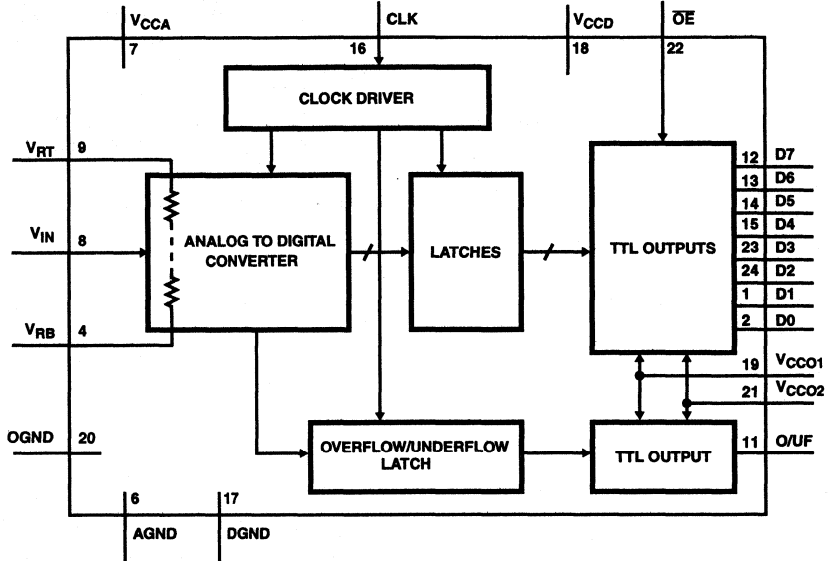 VCCA
7
16
CLK
VCCD
18
OE
22
CLOCK DRIVER
VRT
9
VIN
8
VRB
4
ANALOG TO DIGITAL
CONVERTER
LATCHES
TTL OUTPUTS
12 D7
13 D6
14 D5
15 D4
23 D3
24 D2
1 D1
2 D0
19 VCCO1
21 VCCO2
OGND 20
OVERFLOW/UNDERFLOW
LATCH
TTL OUTPUT
11 O/UF
6
AGND
17
DGND